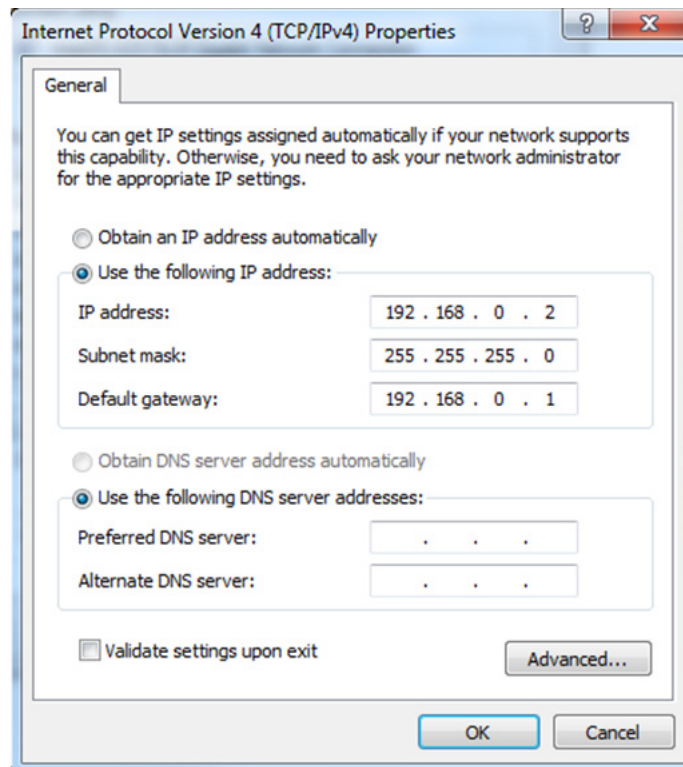 Internet Protocol Version 4 (TCP/IPv4) Properties
?
General
You can get IP settings assigned automatically if your network supports
this capability. Otherwise, you need to ask your network administrator
for the appropriate IP settings.
Obtain an IP address automatically
Use the following IP address:
IP address: 192 . 168 . 0 . 2
Subnet mask: 255 . 255 . 255 . 0
Default gateway: 192 . 168 . 0 . 1
Obtain DNS server address automatically
Use the following DNS server addresses:
Preferred DNS server: . . .
Alternate DNS server: . . .
Validate settings upon exit
Advanced...
OK Cancel